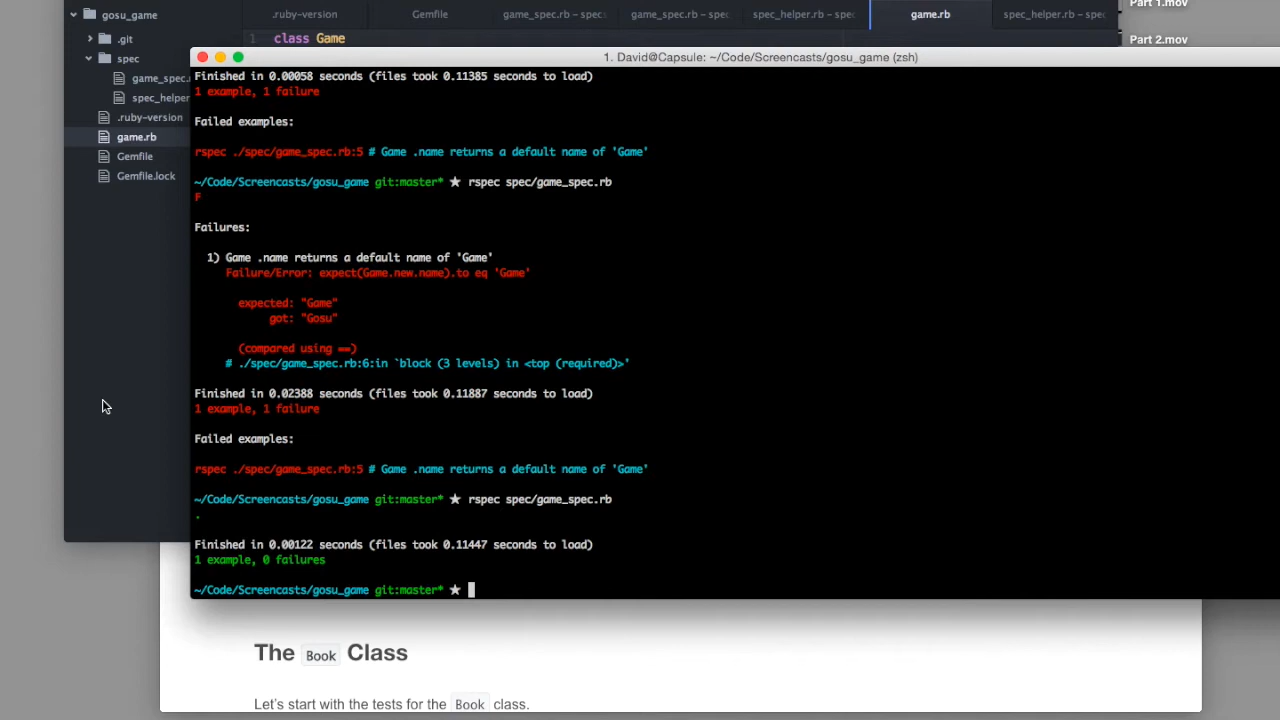 gosu_game
.git
spec
game_spec.
spec_helper
.ruby-version
game.rb
Gemfile
Gemfile.lock
.ruby-version
Gemfile
game_spec.rb – spec
game_spec.rb – spec
spec_helper.rb – spec
game.rb
spec_helper.rb – spec
1 class Game
Part 1.mov
Part 2.mov
1. David@Capsule: ~/Code/Screencasts/gosu_game (zsh)
Finished in 0.00058 seconds (files took 0.11385 seconds to load)
1 example, 1 failure
Failed examples:
rspec ./spec/game_spec.rb:5 # Game .name returns a default name of 'Game'
~/Code/Screencasts/gosu_game git:master* ★ rspec spec/game_spec.rb
F
Failures:
1) Game .name returns a default name of 'Game'
Failure/Error: expect(Game.new.name).to eq 'Game'
expected: "Game"
got: "Gosu"
(compared using ==)
# ./spec/game_spec.rb:6:in `block (3 levels) in <top (required)>'
Finished in 0.02388 seconds (files took 0.11887 seconds to load)
1 example, 1 failure
Failed examples:
rspec ./spec/game_spec.rb:5 # Game .name returns a default name of 'Game'
~/Code/Screencasts/gosu_game git:master* ★ rspec spec/game_spec.rb
.
Finished in 0.00122 seconds (files took 0.11447 seconds to load)
1 example, 0 failures
~/Code/Screencasts/gosu_game git:master* ★
The Book Class
Let's start with the tests for the Book class.